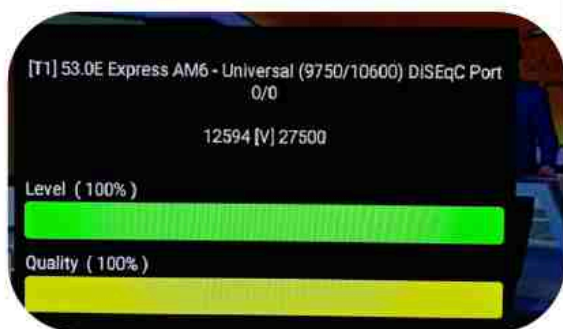 [T1] 53.0E Express AM6 - Universal (9750/10600) DiSEqC Port
0/0
12594 [V] 27500
Level ( 100% )
Quality ( 100% )